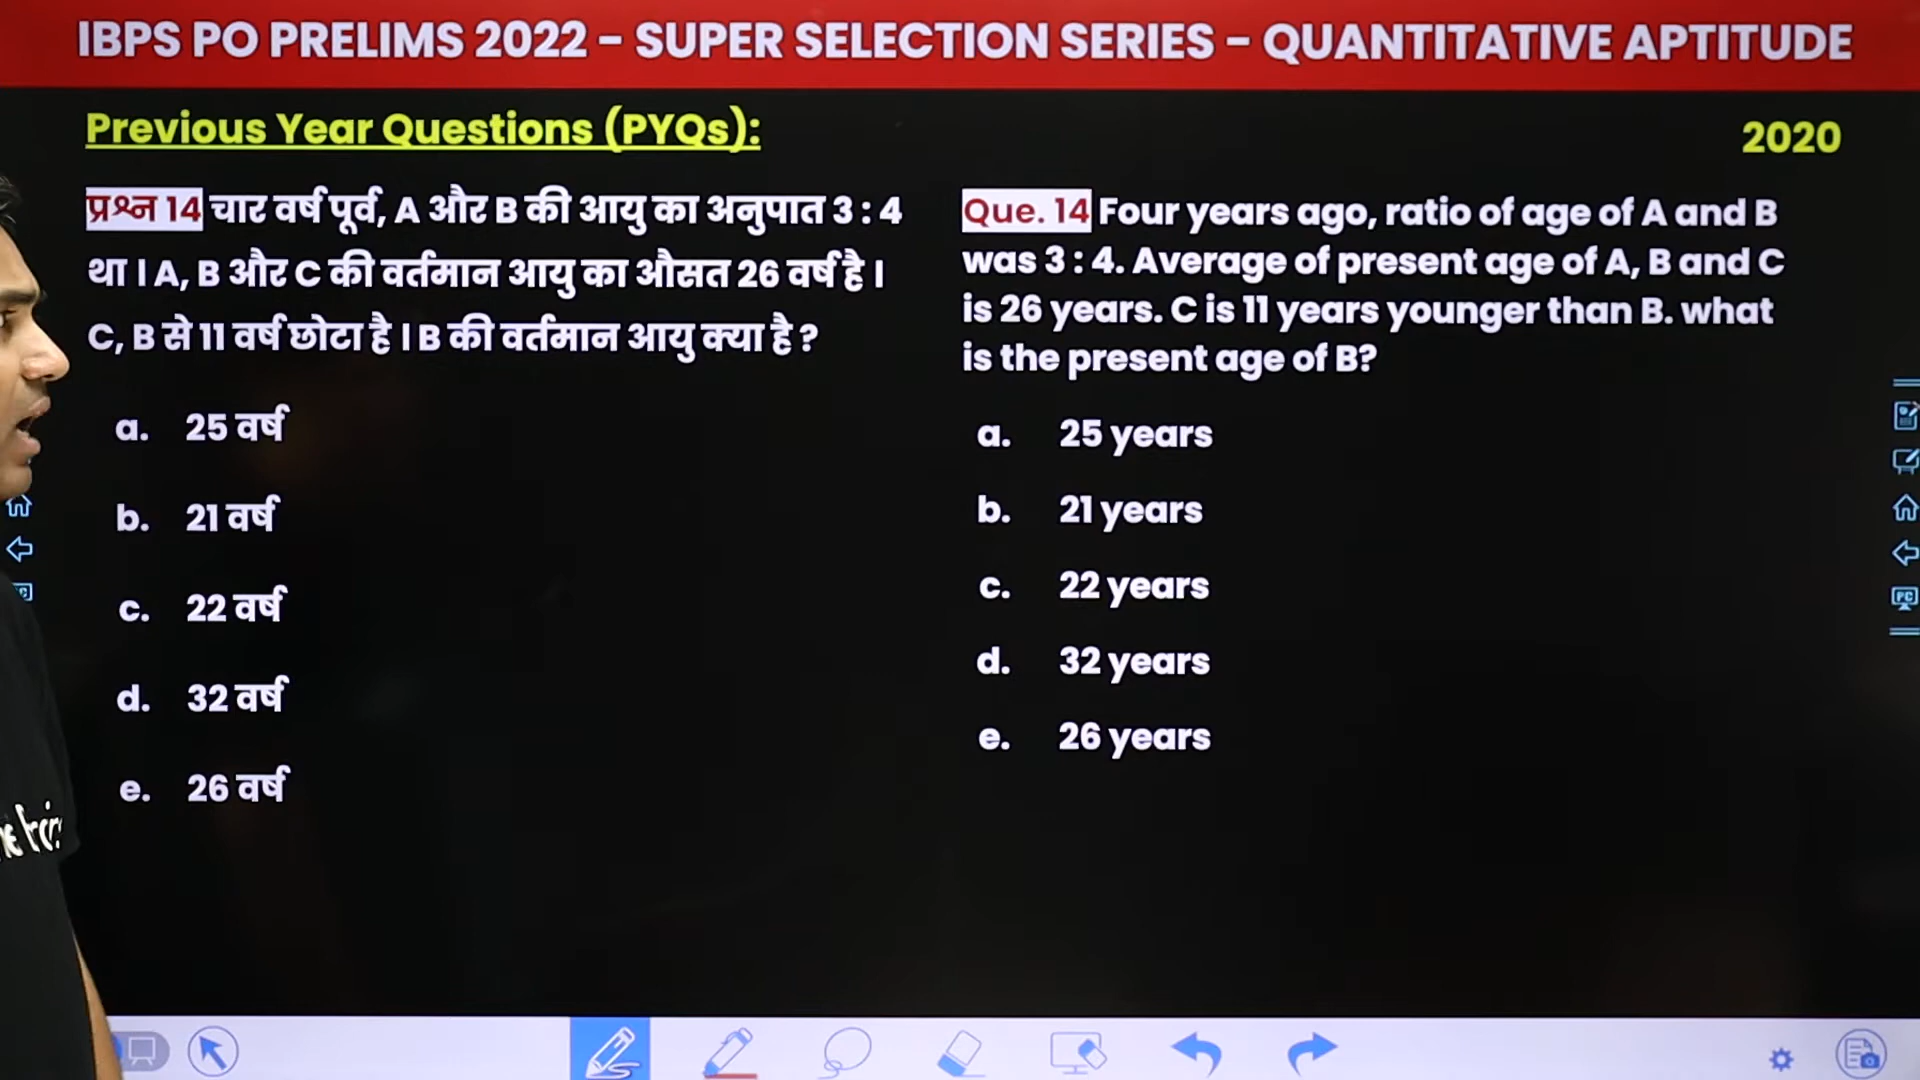 IBPS PO PRELIMS 2022 - SUPER SELECTION SERIES - QUANTITATIVE APTITUDE
Previous Year Questions (PYQs):
2020
प्रश्न 14 चार वर्ष पूर्व, A और B की आयु का अनुपात 3 : 4
था । A, B और C की वर्तमान आयु का औसत 26 वर्ष है ।
C, B से 11 वर्ष छोटा है । B की वर्तमान आयु क्या है ?
a. 25 वर्ष
b. 21 वर्ष
c. 22 वर्ष
d. 32 वर्ष
e. 26 वर्ष
Que. 14 Four years ago, ratio of age of A and B
was 3 : 4. Average of present age of A, B and C
is 26 years. C is 11 years younger than B. what
is the present age of B?
a. 25 years
b. 21 years
c. 22 years
d. 32 years
e. 26 years
PC